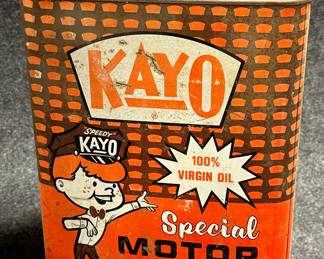 KAYO
®
"SPEEDY"
KAYO
100%
VIRGIN OIL
Special
MOTOR